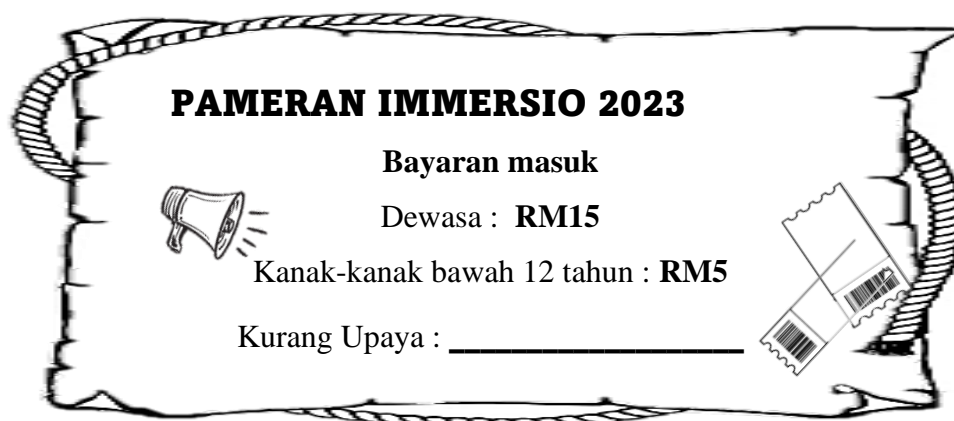 PAMERAN IMMERSIO 2023
Bayaran masuk
Dewasa : RM15
Kanak-kanak bawah 12 tahun : RM5
Kurang Upaya : ___________________